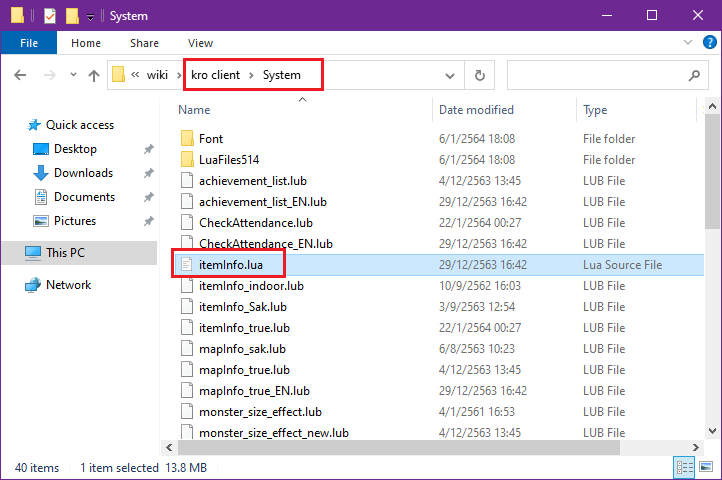 System
File Home Share View
« wiki › kro client › System
Name Date modified Type
Quick access
Desktop
Downloads
Documents
Pictures
This PC
Network
Font 6/1/2564 18:08 File folder
LuaFiles514 6/1/2564 18:08 File folder
achievement_list.lub 4/12/2563 13:45 LUB File
achievement_list_EN.lub 29/12/2563 16:42 LUB File
CheckAttendance.lub 22/1/2564 00:27 LUB File
CheckAttendance_EN.lub 29/12/2563 16:42 LUB File
itemInfo.lua 29/12/2563 16:42 Lua Source File
itemInfo_indoor.lub 10/9/2562 16:03 LUB File
itemInfo_Sak.lub 3/9/2563 12:54 LUB File
itemInfo_true.lub 22/1/2564 00:27 LUB File
mapInfo_sak.lub 6/8/2563 10:23 LUB File
mapInfo_true.lub 4/12/2563 13:45 LUB File
mapInfo_true_EN.lub 29/12/2563 16:42 LUB File
monster_size_effect.lub 4/1/2561 16:53 LUB File
monster_size_effect_new.lub 4/12/2563 13:45 LUB File
40 items 1 item selected 13.8 MB